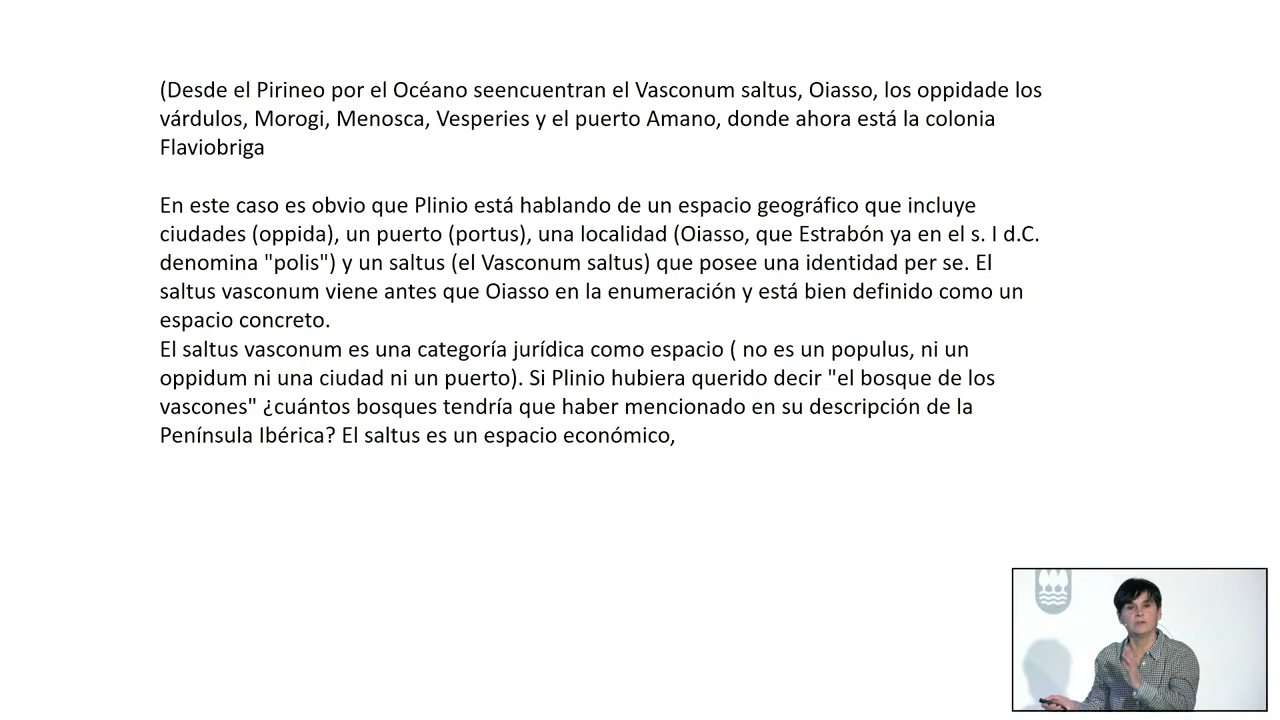 (Desde el Pirineo por el Océano seencuentran el Vasconum saltus, Oiasso, los oppidade los
várdulos, Morogi, Menosca, Vesperies y el puerto Amano, donde ahora está la colonia
Flaviobriga
En este caso es obvio que Plinio está hablando de un espacio geográfico que incluye
ciudades (oppida), un puerto (portus), una localidad (Oiasso, que Estrabón ya en el s. I d.C.
denomina "polis") y un saltus (el Vasconum saltus) que posee una identidad per se. El
saltus vasconum viene antes que Oiasso en la enumeración y está bien definido como un
espacio concreto.
El saltus vasconum es una categoría jurídica como espacio ( no es un populus, ni un
oppidum ni una ciudad ni un puerto). Si Plinio hubiera querido decir "el bosque de los
vascones" ¿cuántos bosques tendría que haber mencionado en su descripción de la
Península Ibérica? El saltus es un espacio económico,